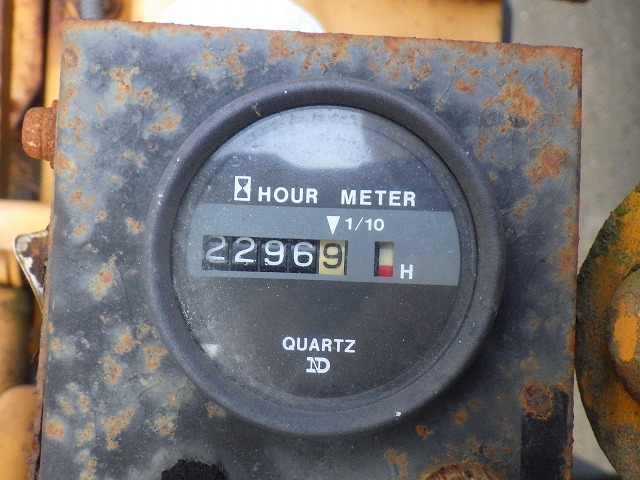 HOUR METER
1/10
22969
H
QUARTZ
ND